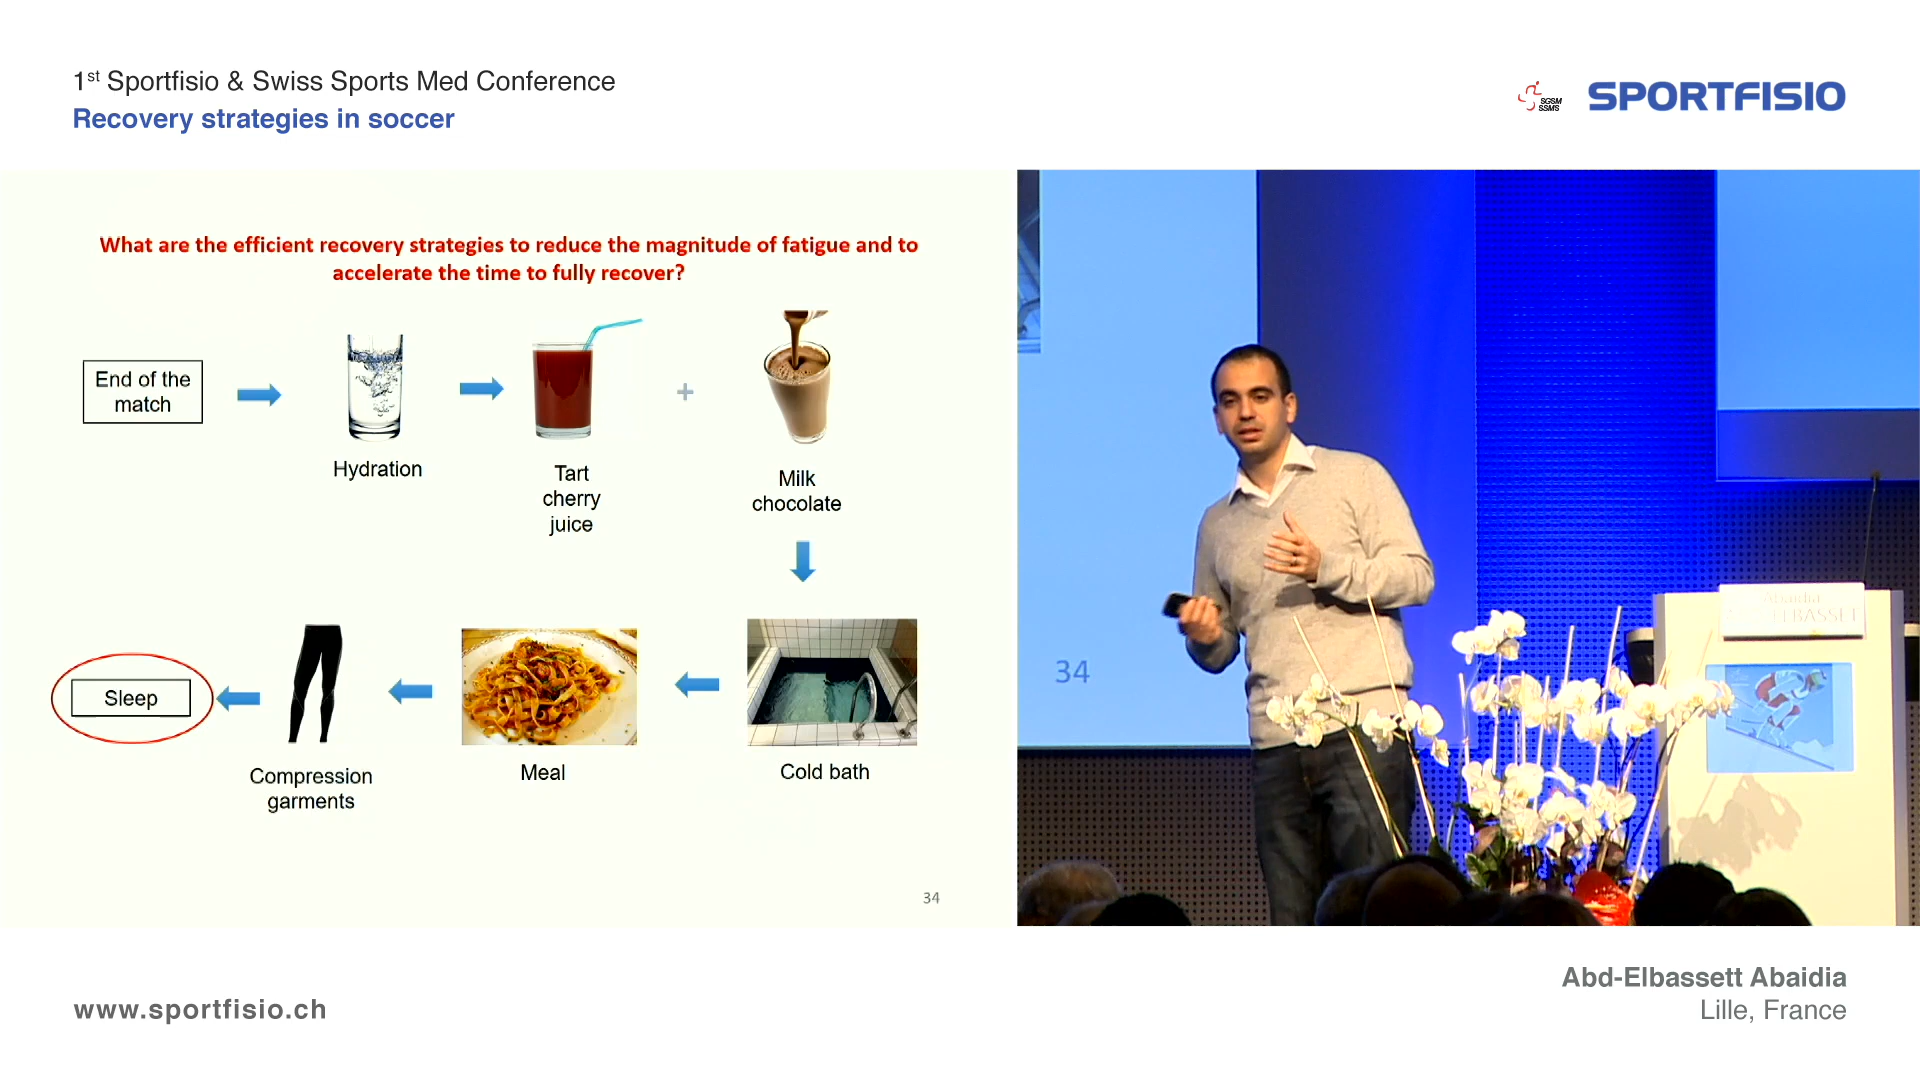 1st Sportfisio & Swiss Sports Med Conference
Recovery strategies in soccer
SGSM
SSMS
SPORTFISIO
What are the efficient recovery strategies to reduce the magnitude of fatigue and to
accelerate the time to fully recover?
End of the
match
+
Hydration
Tart
cherry
juice
Milk
chocolate
Sleep
Compression
garments
Meal
Cold bath
34
34
Abaidia
Abd-Elbassett Abaidia
Lille, France
www.sportfisio.ch